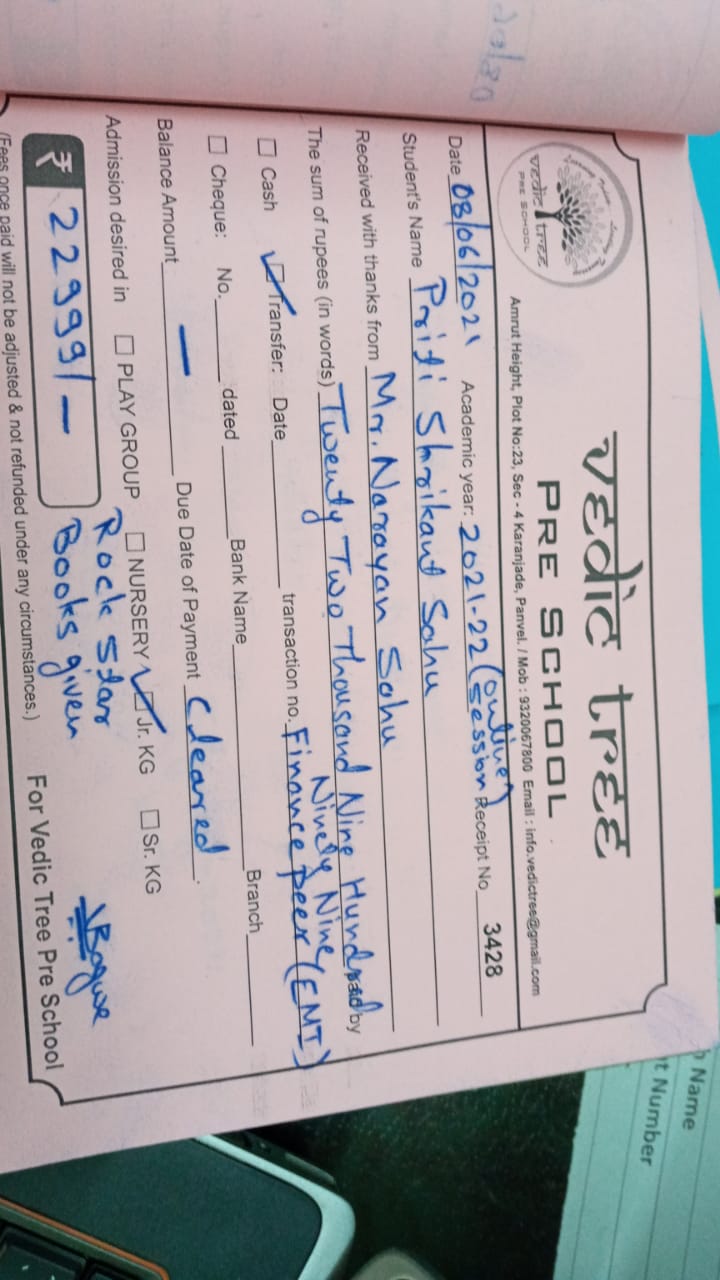 vedic tree
PRE SCHOOL
vedic tree
PRE SCHOOL
Amrut Height, Plot No:23, Sec - 4 Karanjade, Panvel. / Mob : 9320067800 Email : info.vedictree@gmail.com
Date 08/06/2021 Academic year: 2021-22 (online session) Receipt No. 3428
Student's Name Priti Shrikant Sahu
Received with thanks from Mr. Narayan Sahu
The sum of rupees (in words) Twenty Two Thousand Nine Hundred paid by
Ninety Nine
☐ Cash ☑ Transfer: Date transaction no. Finance peer (EMI)
☐ Cheque: No. dated Bank Name Branch
Balance Amount — Due Date of Payment Cleared.
Admission desired in ☐ PLAY GROUP ☐ NURSERY ☑ Jr. KG ☐ Sr. KG
Rock star
₹ 22999/- Books given
For Vedic Tree Pre School
(Fees once paid will not be adjusted & not refunded under any circumstances.)
Name
t Number